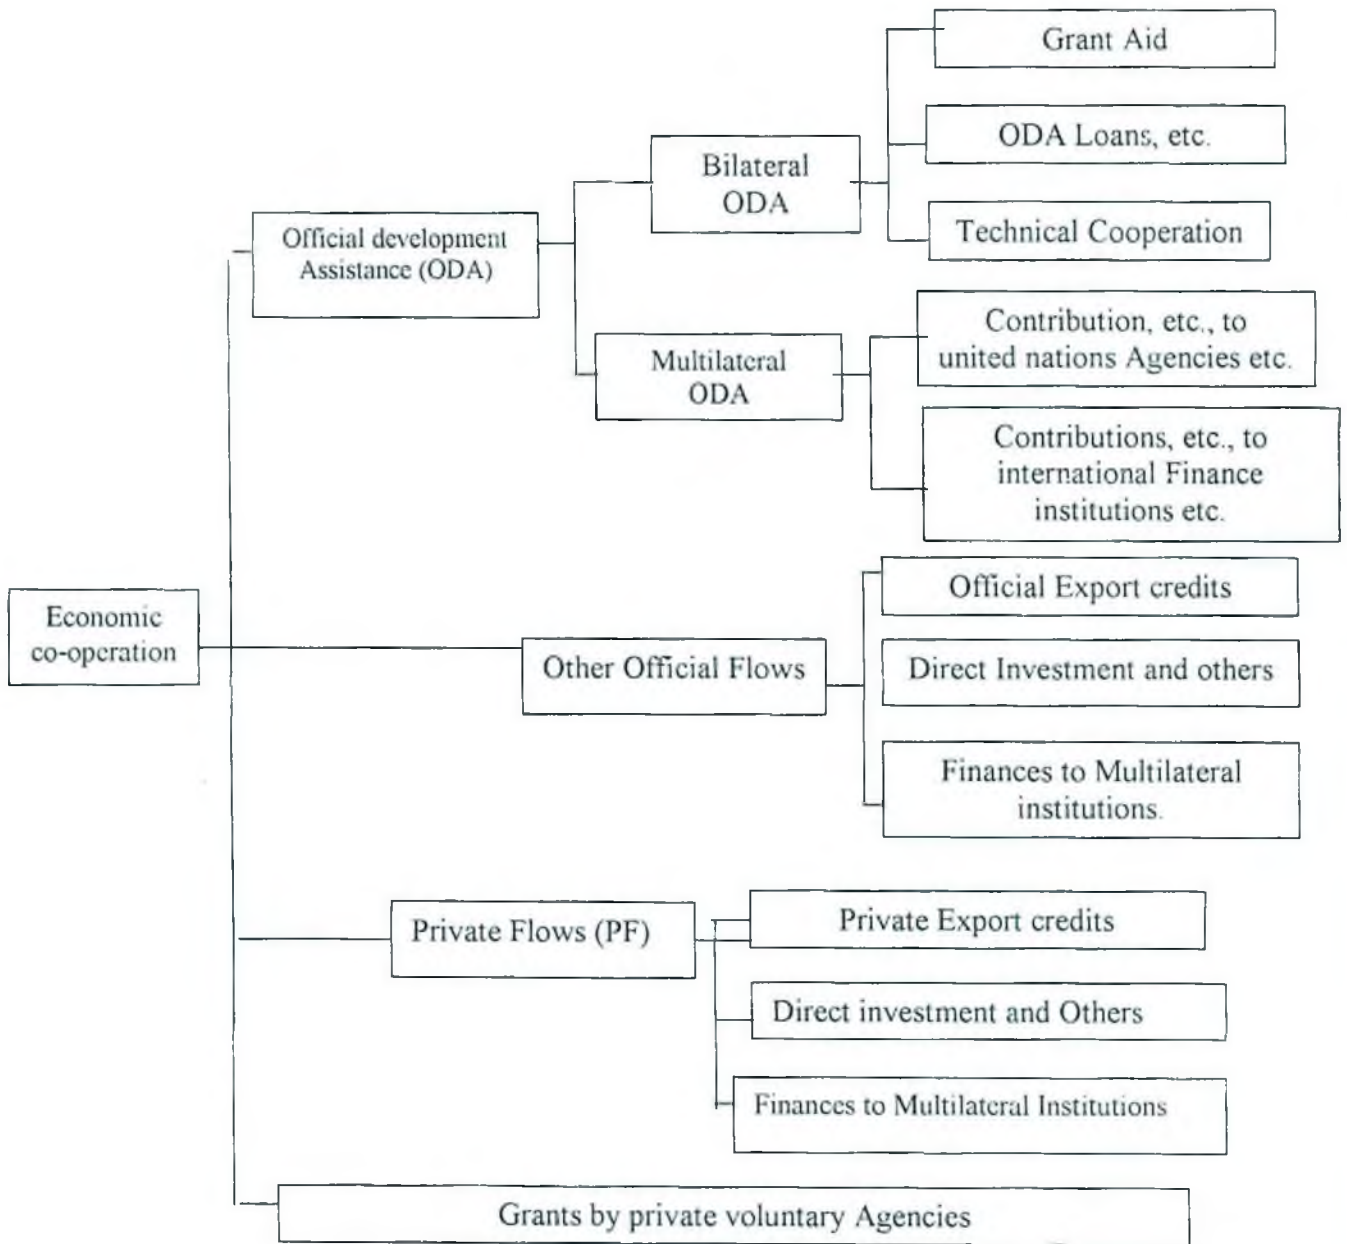 Grant Aid
ODA Loans, etc.
Bilateral
ODA
Technical Cooperation
Official development
Assistance (ODA)
Contribution, etc., to
united nations Agencies etc.
Multilateral
ODA
Contributions, etc., to
international Finance
institutions etc.
Official Export credits
Economic
co-operation
Other Official Flows
Direct Investment and others
Finances to Multilateral
institutions.
Private Flows (PF)
Private Export credits
Direct investment and Others
Finances to Multilateral Institutions
Grants by private voluntary Agencies